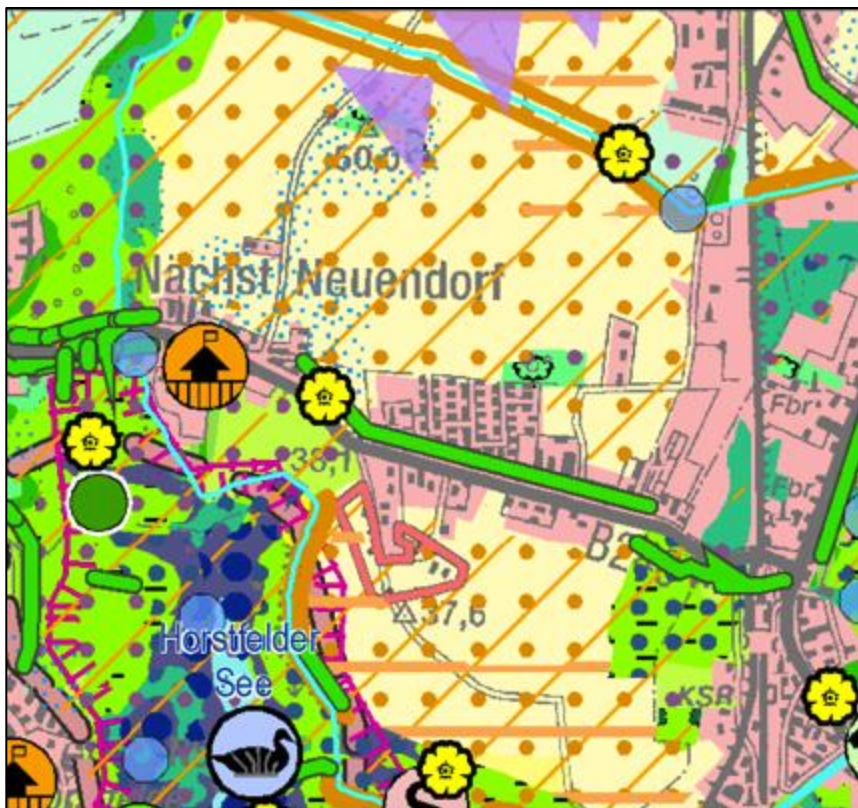 60,0
Nächst Neuendorf
Fbr
38,1
Fbr
B2
37,6
Horstfelder
See
KSR